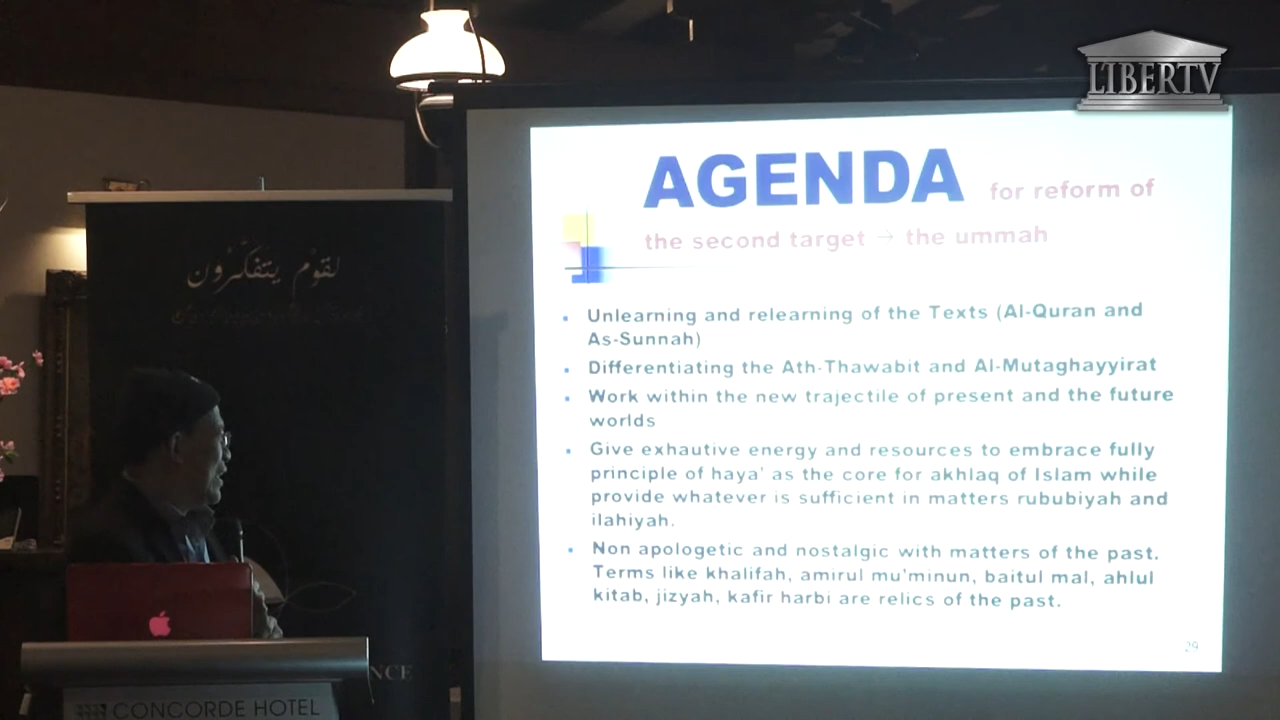 LIBERTV
AGENDA for reform of
the second target → the ummah
• Unlearning and relearning of the Texts (Al-Quran and
As-Sunnah)
• Differentiating the Ath-Thawabit and Al-Mutaghayyirat
• Work within the new trajectile of present and the future
worlds
• Give exhautive energy and resources to embrace fully
principle of haya' as the core for akhlaq of Islam while
provide whatever is sufficient in matters rububiyah and
ilahiyah.
• Non apologetic and nostalgic with matters of the past.
Terms like khalifah, amirul mu'minun, baitul mal, ahlul
kitab, jizyah, kafir harbi are relics of the past.
29
لقوم يتفكرون
NCE
CONCORDE HOTEL